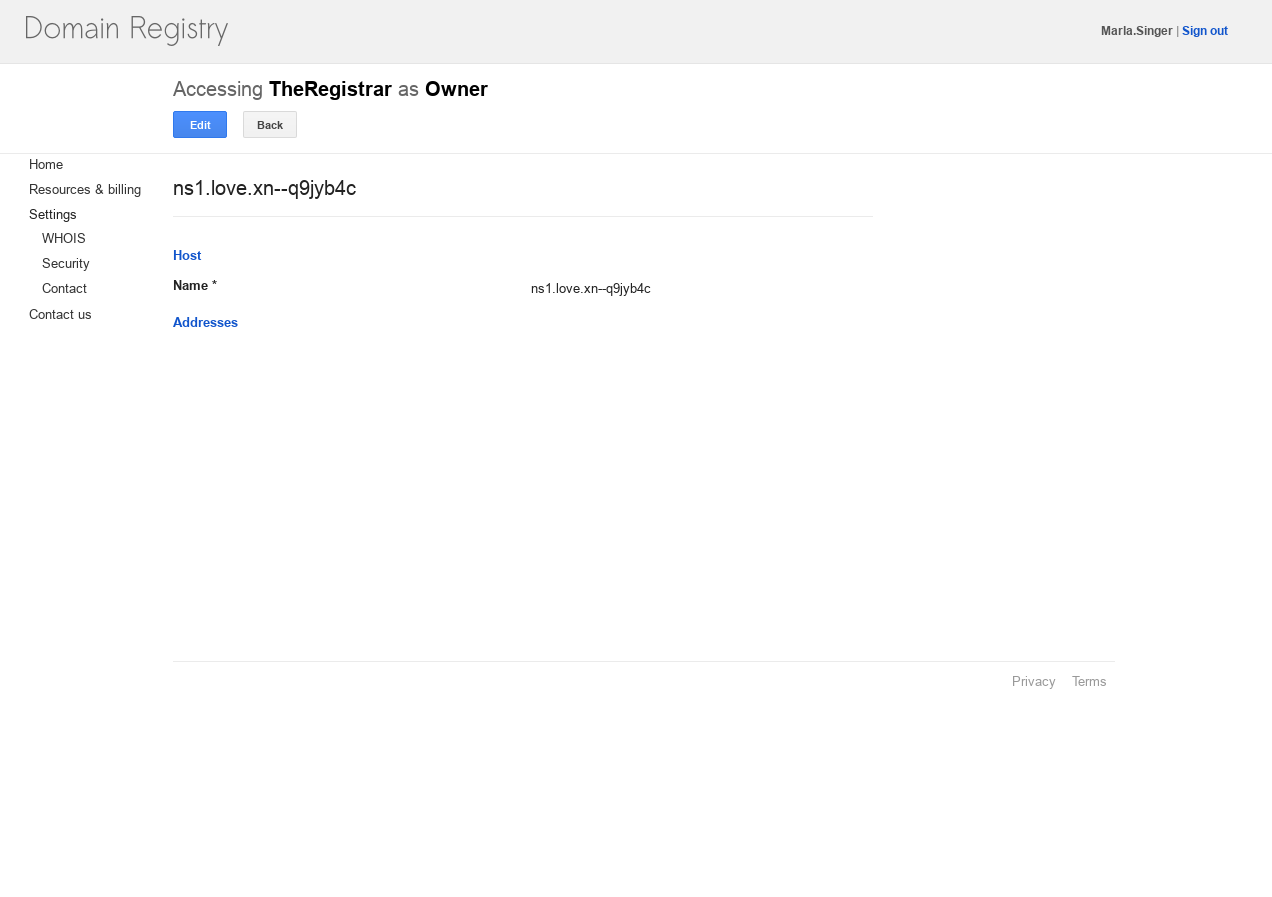 Domain Registry
Marla.Singer | Sign out
Accessing TheRegistrar as Owner
Edit
Back
Home
Resources & billing
Settings
WHOIS
Security
Contact
Contact us
ns1.love.xn--q9jyb4c
Host
Name *
ns1.love.xn--q9jyb4c
Addresses
Privacy
Terms